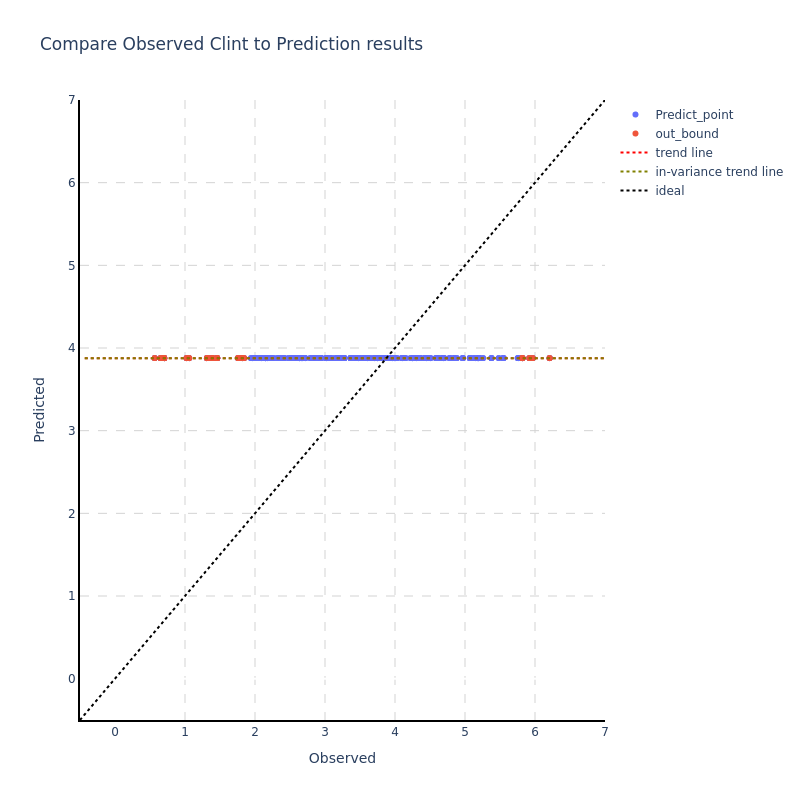 Compare Observed Clint to Prediction results
Predict_point
out_bound
trend line
in-variance trend line
ideal
7
6
5
4
3
2
1
0
Predicted
0 1 2 3 4 5 6 7
Observed